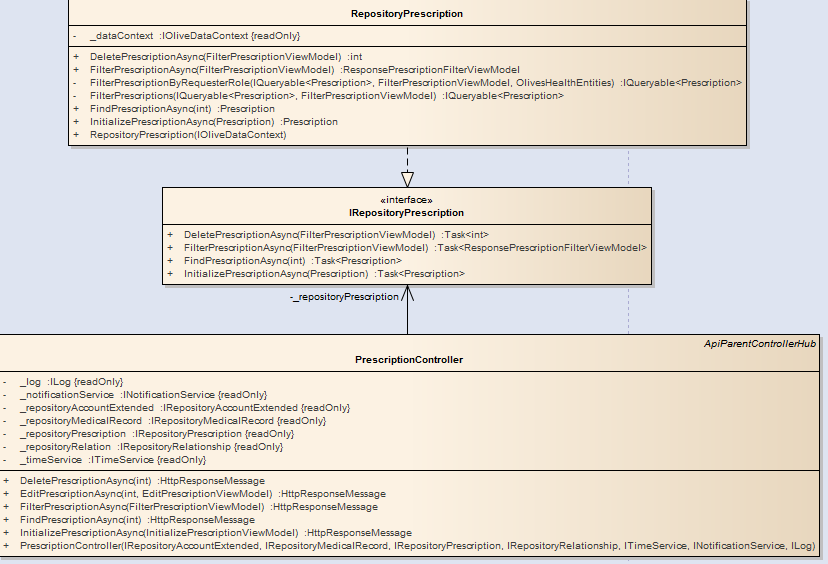 RepositoryPrescription
- _dataContext :IOliveDataContext {readOnly}
+ DeletePrescriptionAsync(FilterPrescriptionViewModel) :int
+ FilterPrescriptionAsync(FilterPrescriptionViewModel) :ResponsePrescriptionFilterViewModel
- FilterPrescriptionByRequesterRole(IQueryable<Prescription>, FilterPrescriptionViewModel, OlivesHealthEntities) :IQueryable<Prescription>
- FilterPrescriptions(IQueryable<Prescription>, FilterPrescriptionViewModel) :IQueryable<Prescription>
+ FindPrescriptionAsync(int) :Prescription
+ InitializePrescriptionAsync(Prescription) :Prescription
+ RepositoryPrescription(IOliveDataContext)
«interface»
IRepositoryPrescription
+ DeletePrescriptionAsync(FilterPrescriptionViewModel) :Task<int>
+ FilterPrescriptionAsync(FilterPrescriptionViewModel) :Task<ResponsePrescriptionFilterViewModel>
+ FindPrescriptionAsync(int) :Task<Prescription>
+ InitializePrescriptionAsync(Prescription) :Task<Prescription>
-_repositoryPrescription
ApiParentControllerHub
PrescriptionController
- _log :ILog {readOnly}
- _notificationService :INotificationService {readOnly}
- _repositoryAccountExtended :IRepositoryAccountExtended {readOnly}
- _repositoryMedicalRecord :IRepositoryMedicalRecord {readOnly}
- _repositoryPrescription :IRepositoryPrescription {readOnly}
- _repositoryRelation :IRepositoryRelationship {readOnly}
- _timeService :ITimeService {readOnly}
+ DeletePrescriptionAsync(int) :HttpResponseMessage
+ EditPrescriptionAsync(int, EditPrescriptionViewModel) :HttpResponseMessage
+ FilterPrescriptionAsync(FilterPrescriptionViewModel) :HttpResponseMessage
+ FindPrescriptionAsync(int) :HttpResponseMessage
+ InitializePrescriptionAsync(InitializePrescriptionViewModel) :HttpResponseMessage
+ PrescriptionController(IRepositoryAccountExtended, IRepositoryMedicalRecord, IRepositoryPrescription, IRepositoryRelationship, ITimeService, INotificationService, ILog)